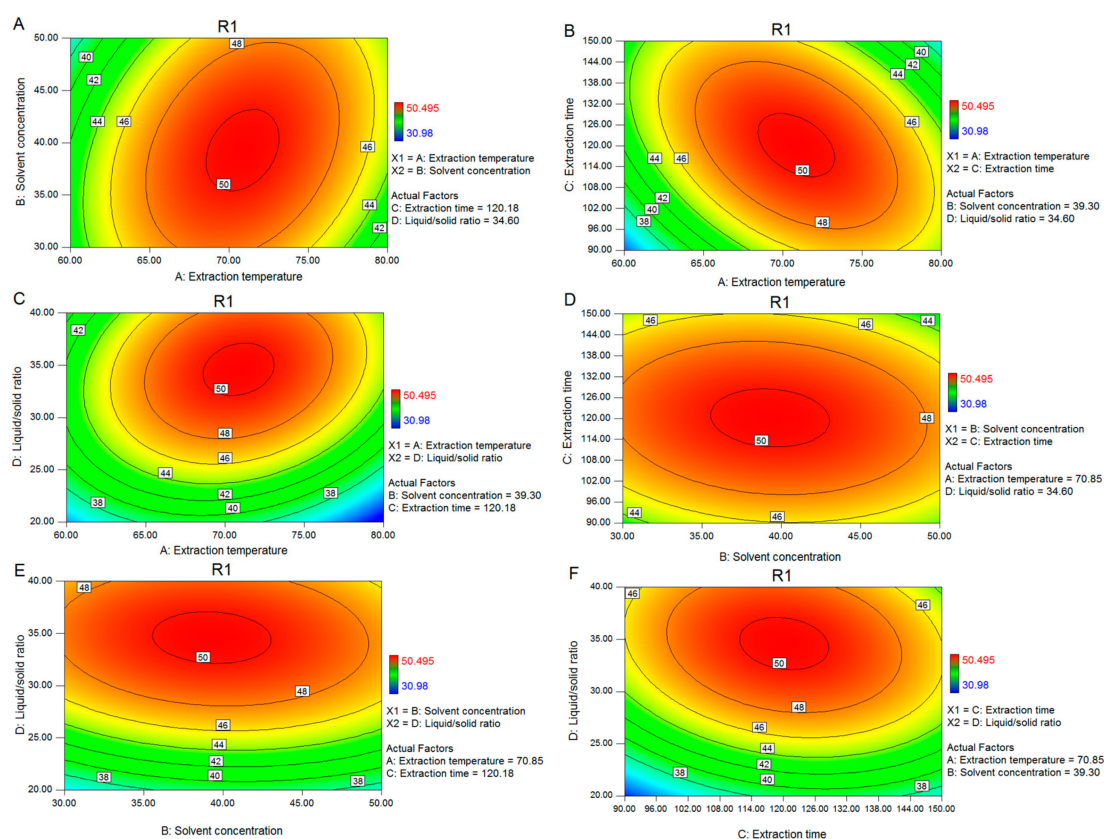 A
R1
B: Solvent concentration
50.00
45.00
40.00
35.00
30.00
48
40
42
44
46
46
50
44
42
60.00 65.00 70.00 75.00 80.00
A: Extraction temperature
50.495
30.98
X1 = A: Extraction temperature
X2 = B: Solvent concentration
Actual Factors
C: Extraction time = 120.18
D: Liquid/solid ratio = 34.60
B
R1
C: Extraction time
150.00
144.00
138.00
132.00
126.00
120.00
114.00
108.00
102.00
96.00
90.00
40
42
44
46
44
46
50
42
40
38
48
60.00 65.00 70.00 75.00 80.00
A: Extraction temperature
50.495
30.98
X1 = A: Extraction temperature
X2 = C: Extraction time
Actual Factors
B: Solvent concentration = 39.30
D: Liquid/solid ratio = 34.60
C
R1
D: Liquid/solid ratio
40.00
35.00
30.00
25.00
20.00
42
50
48
46
44
42
40
38
38
60.00 65.00 70.00 75.00 80.00
A: Extraction temperature
50.495
30.98
X1 = A: Extraction temperature
X2 = D: Liquid/solid ratio
Actual Factors
B: Solvent concentration = 39.30
C: Extraction time = 120.18
D
R1
C: Extraction time
150.00
144.00
138.00
132.00
126.00
120.00
114.00
108.00
102.00
96.00
90.00
46
46
44
48
50
44
46
30.00 35.00 40.00 45.00 50.00
B: Solvent concentration
50.495
30.98
X1 = B: Solvent concentration
X2 = C: Extraction time
Actual Factors
A: Extraction temperature = 70.85
D: Liquid/solid ratio = 34.60
E
R1
D: Liquid/solid ratio
40.00
35.00
30.00
25.00
20.00
48
50
48
46
44
42
40
38
38
30.00 35.00 40.00 45.00 50.00
B: Solvent concentration
50.495
30.98
X1 = B: Solvent concentration
X2 = D: Liquid/solid ratio
Actual Factors
A: Extraction temperature = 70.85
C: Extraction time = 120.18
F
R1
D: Liquid/solid ratio
40.00
35.00
30.00
25.00
20.00
46
46
50
48
46
44
42
40
38
38
90.00 96.00 102.00 108.00 114.00 120.00 126.00 132.00 138.00 144.00 150.00
C: Extraction time
50.495
30.98
X1 = C: Extraction time
X2 = D: Liquid/solid ratio
Actual Factors
A: Extraction temperature = 70.85
B: Solvent concentration = 39.30